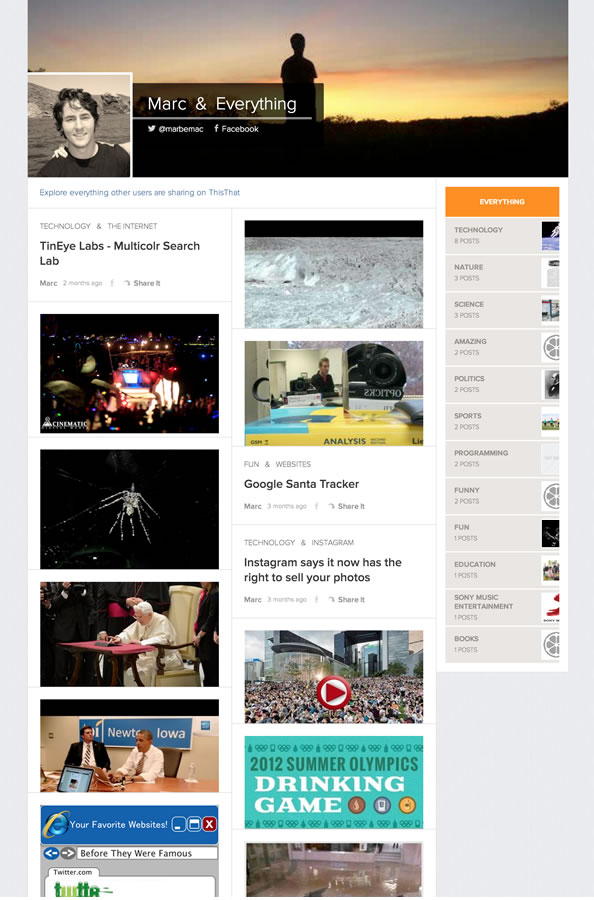 Marc & Everything
@marbemac Facebook
Explore everything other users are sharing on ThisThat
TECHNOLOGY & THE INTERNET
TinEye Labs - Multicolr Search
Lab
Marc 2 months ago Share It
CINEMATIC
Newton, Iowa
Your Favorite Websites!
Before They Were Famous
Twitter.com
twttr
OPTICKS
GSM
ANALYSIS
FUN & WEBSITES
Google Santa Tracker
Marc 3 months ago Share It
TECHNOLOGY & INSTAGRAM
Instagram says it now has the
right to sell your photos
Marc 3 months ago Share It
2012 SUMMER OLYMPICS
DRINKING
GAME
EVERYTHING
TECHNOLOGY
8 POSTS
NATURE
3 POSTS
SCIENCE
3 POSTS
AMAZING
2 POSTS
POLITICS
2 POSTS
SPORTS
2 POSTS
PROGRAMMING
2 POSTS
FUNNY
2 POSTS
FUN
1 POSTS
EDUCATION
1 POSTS
SONY MUSIC
ENTERTAINMENT
1 POSTS
BOOKS
1 POSTS